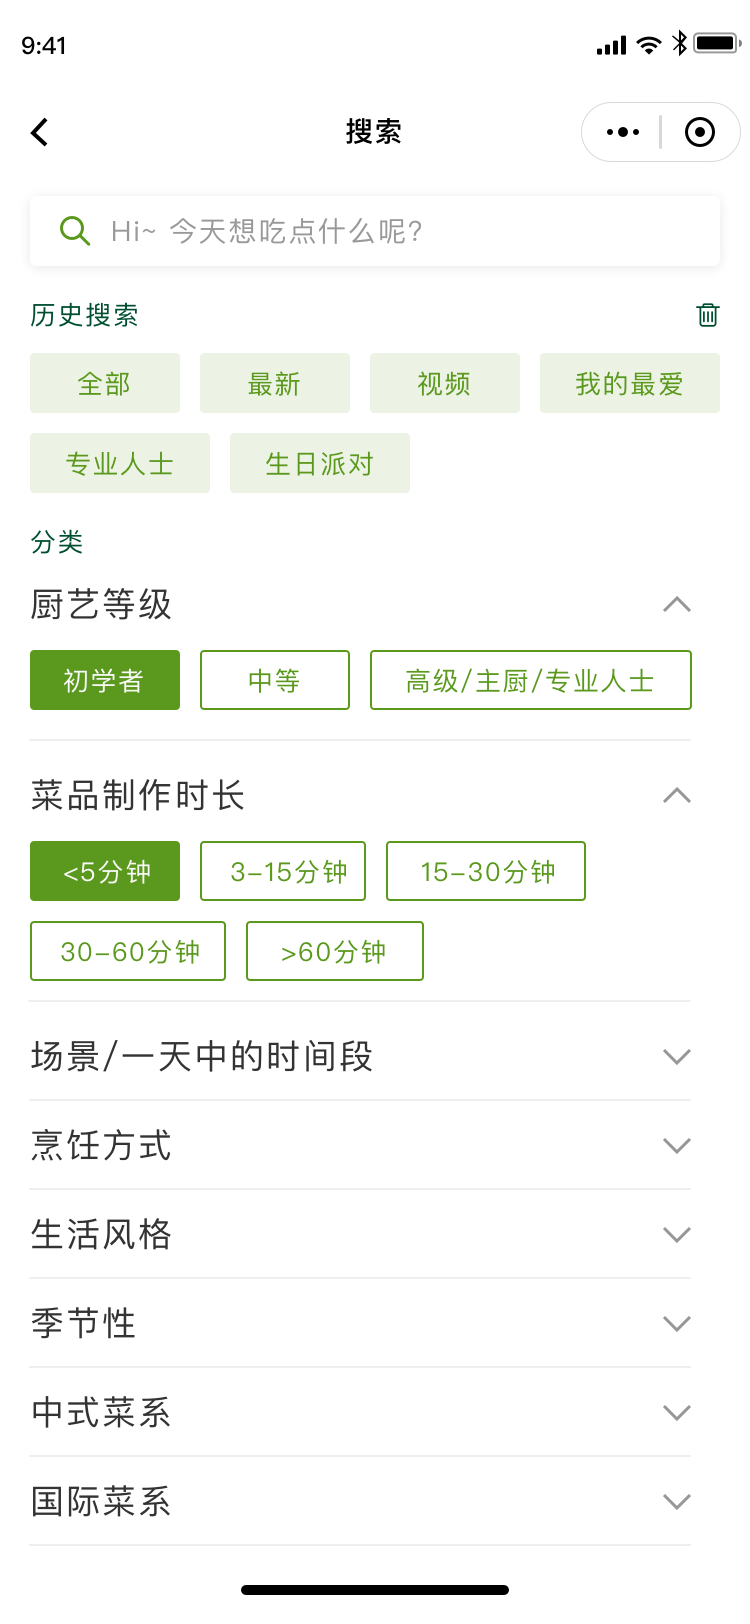 9:41
搜索
Hi~ 今天想吃点什么呢?
历史搜索
全部 最新 视频 我的最爱
专业人士 生日派对
分类
厨艺等级
初学者 中等 高级/主厨/专业人士
菜品制作时长
<5分钟 3-15分钟 15-30分钟
30-60分钟 >60分钟
场景/一天中的时间段
烹饪方式
生活风格
季节性
中式菜系
国际菜系